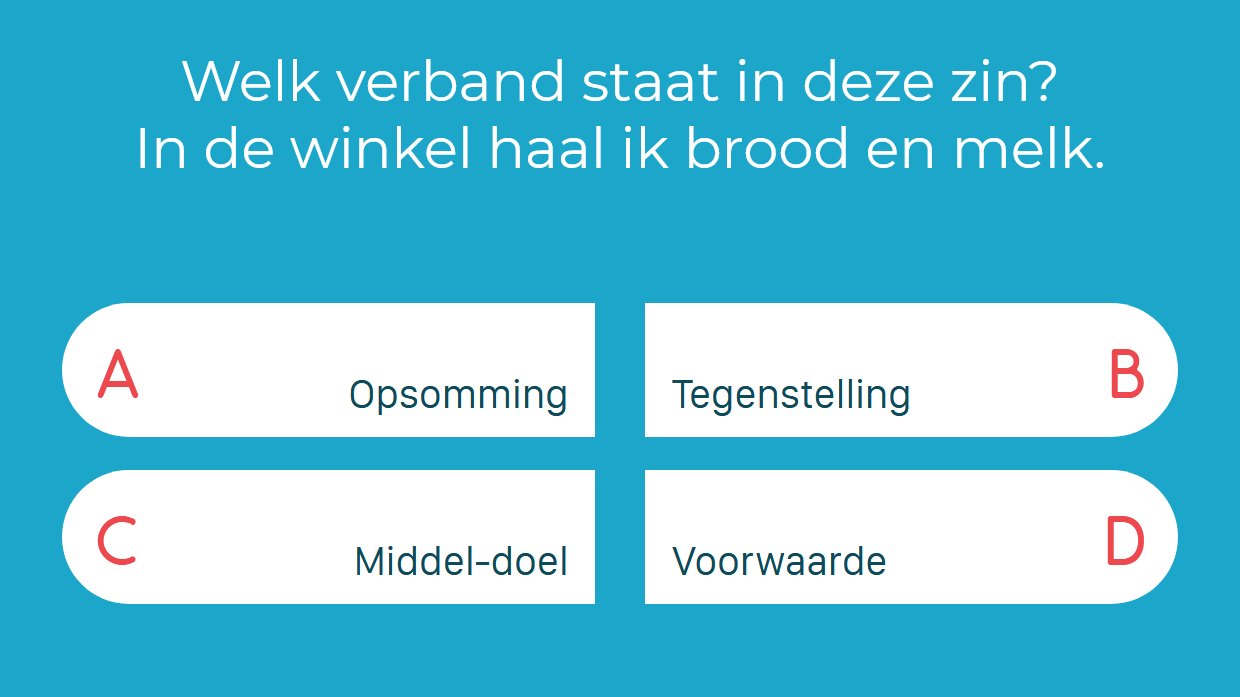 Welk verband staat in deze zin?
In de winkel haal ik brood en melk.
A
Opsomming
Tegenstelling
B
C
Middel-doel
Voorwaarde
D